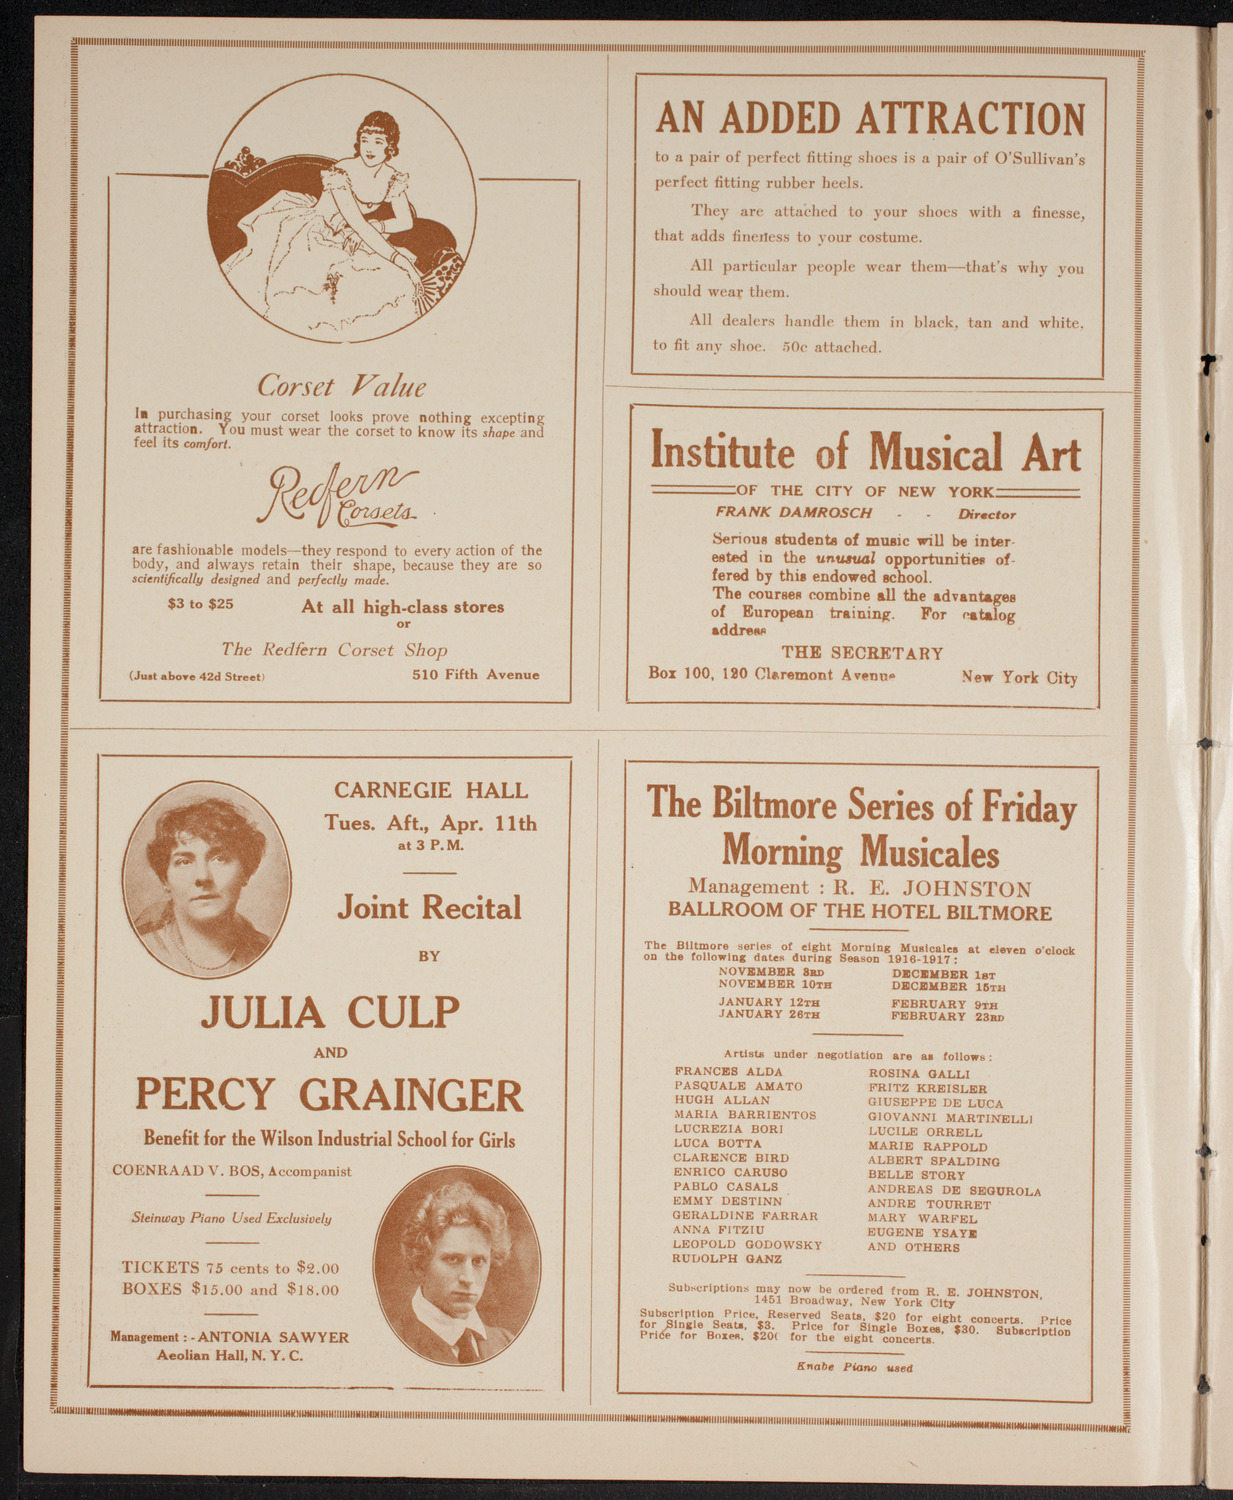 Corset Value
In purchasing your corset looks prove nothing excepting
attraction. You must wear the corset to know its shape and
feel its comfort.
Redfern
Corsets
are fashionable models—they respond to every action of the
body, and always retain their shape, because they are so
scientifically designed and perfectly made.
$3 to $25 At all high-class stores
or
The Redfern Corset Shop
(Just above 42d Street) 510 Fifth Avenue
AN ADDED ATTRACTION
to a pair of perfect fitting shoes is a pair of O'Sullivan's
perfect fitting rubber heels.
They are attached to your shoes with a finesse,
that adds fineness to your costume.
All particular people wear them—that's why you
should wear them.
All dealers handle them in black, tan and white,
to fit any shoe. 50c attached.
Institute of Musical Art
OF THE CITY OF NEW YORK
FRANK DAMROSCH - - Director
Serious students of music will be inter-
ested in the unusual opportunities of-
fered by this endowed school.
The courses combine all the advantages
of European training. For catalog
address
THE SECRETARY
Box 100, 120 Claremont Avenue New York City
CARNEGIE HALL
Tues. Aft., Apr. 11th
at 3 P.M.
Joint Recital
BY
JULIA CULP
AND
PERCY GRAINGER
Benefit for the Wilson Industrial School for Girls
COENRAAD V. BOS, Accompanist
Steinway Piano Used Exclusively
TICKETS 75 cents to $2.00
BOXES $15.00 and $18.00
Management : - ANTONIA SAWYER
Aeolian Hall, N. Y. C.
The Biltmore Series of Friday
Morning Musicales
Management : R. E. JOHNSTON
BALLROOM OF THE HOTEL BILTMORE
The Biltmore series of eight Morning Musicales at eleven o'clock
on the following dates during Season 1916-1917 :
NOVEMBER 3RD DECEMBER 1ST
NOVEMBER 10TH DECEMBER 15TH
JANUARY 12TH FEBRUARY 9TH
JANUARY 26TH FEBRUARY 23RD
Artists under negotiation are as follows :
FRANCES ALDA
PASQUALE AMATO
HUGH ALLAN
MARIA BARRIENTOS
LUCREZIA BORI
LUCA BOTTA
CLARENCE BIRD
ENRICO CARUSO
PABLO CASALS
EMMY DESTINN
GERALDINE FARRAR
ANNA FITZIU
LEOPOLD GODOWSKY
RUDOLPH GANZ
ROSINA GALLI
FRITZ KREISLER
GIUSEPPE DE LUCA
GIOVANNI MARTINELLI
LUCILE ORRELL
MARIE RAPPOLD
ALBERT SPALDING
BELLE STORY
ANDREAS DE SEGUROLA
ANDRE TOURRET
MARY WARFEL
EUGENE YSAYE
AND OTHERS
Subscriptions may now be ordered from R. E. JOHNSTON,
1451 Broadway, New York City
Subscription Price, Reserved Seats, $20 for eight concerts. Price
for Single Seats, $3. Price for Single Boxes, $30. Subscription
Price for Boxes, for the eight concerts.
Knabe Piano used